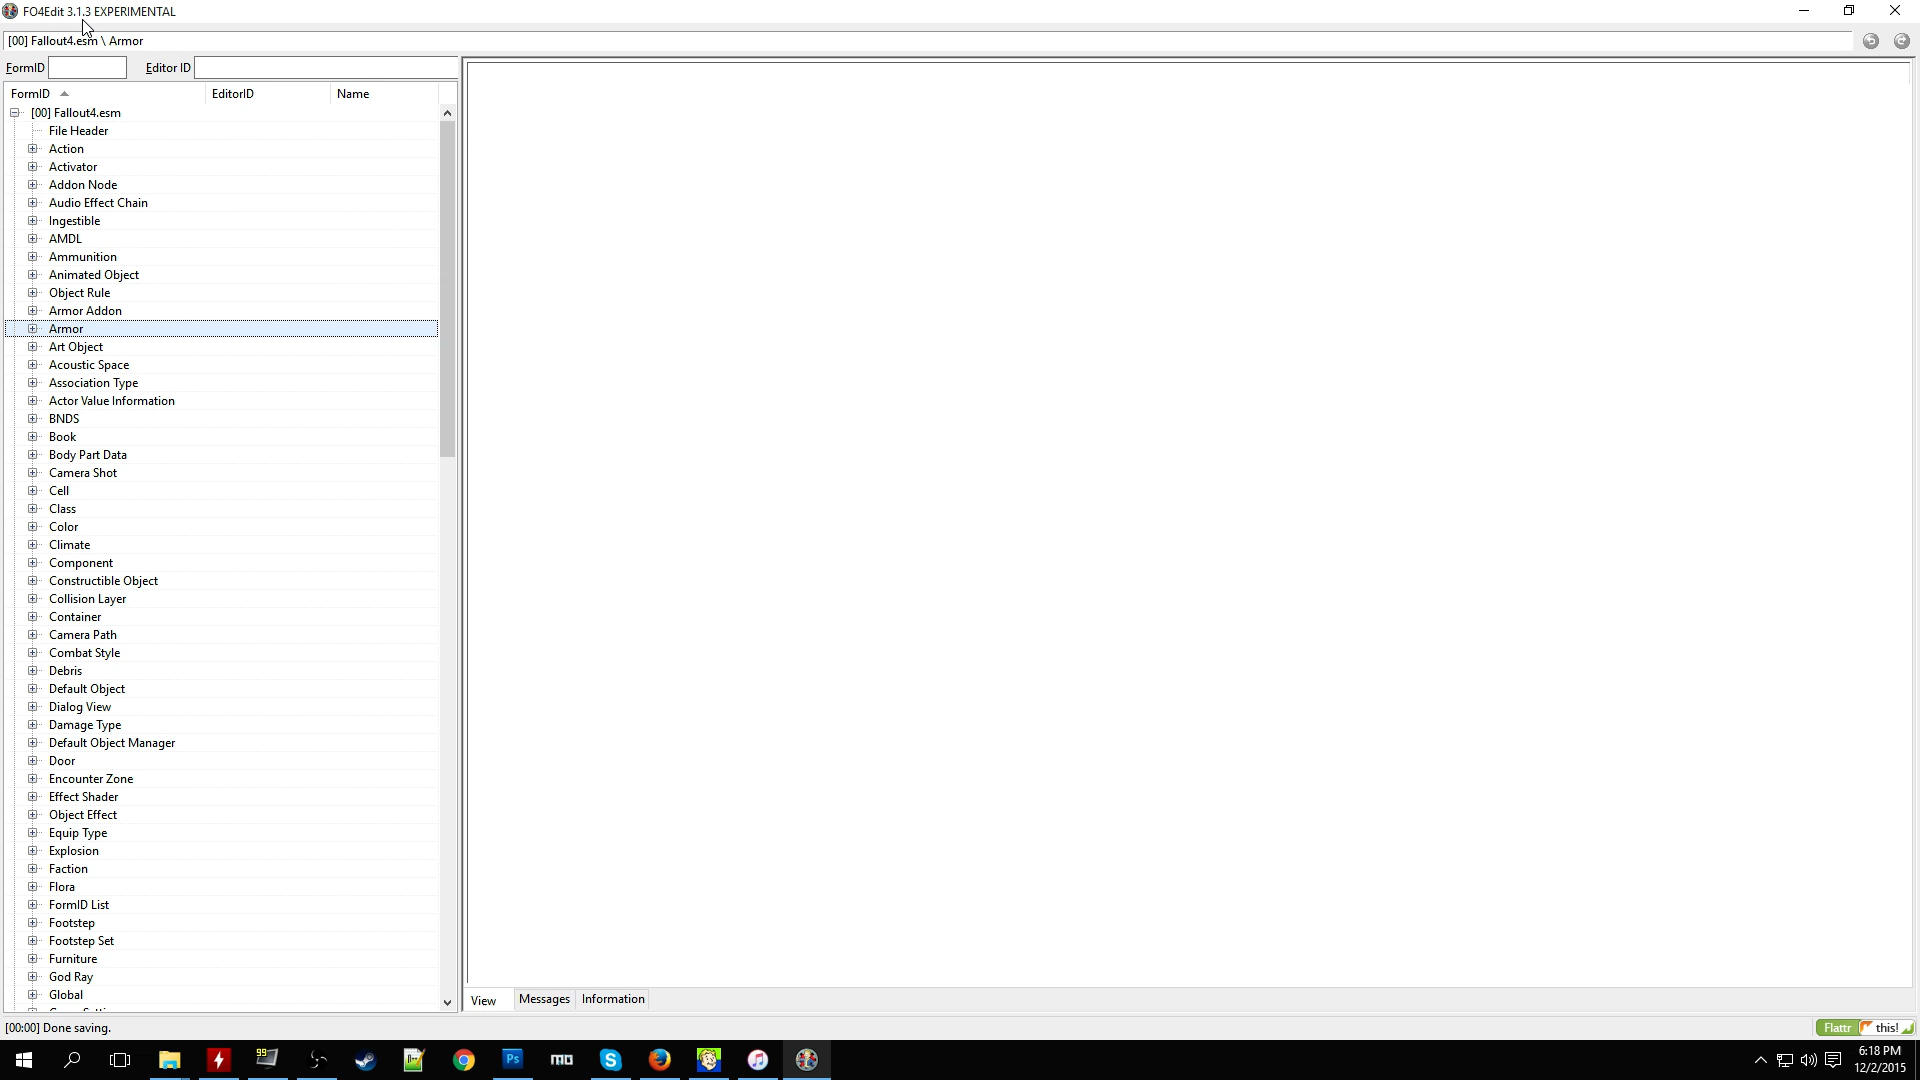 FO4Edit 3.1.3 EXPERIMENTAL
[00] Fallout4.esm \ Armor
FormID Editor ID
FormID EditorID Name
[00] Fallout4.esm
File Header
Action
Activator
Addon Node
Audio Effect Chain
Ingestible
AMDL
Ammunition
Animated Object
Object Rule
Armor Addon
Armor
Art Object
Acoustic Space
Association Type
Actor Value Information
BNDS
Book
Body Part Data
Camera Shot
Cell
Class
Color
Climate
Component
Constructible Object
Collision Layer
Container
Camera Path
Combat Style
Debris
Default Object
Dialog View
Damage Type
Default Object Manager
Door
Encounter Zone
Effect Shader
Object Effect
Equip Type
Explosion
Faction
Flora
FormID List
Footstep
Footstep Set
Furniture
God Ray
Global
View Messages Information
[00:00] Done saving.
Flattr this!
99
Ps
mo
6:18 PM
12/2/2015